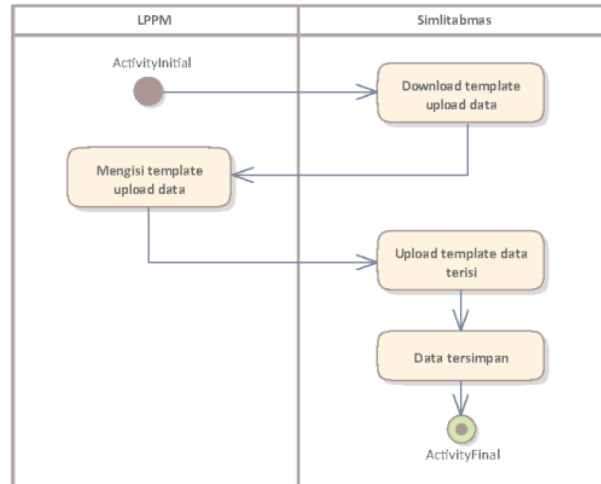 LPPM
Simlitabmas
ActivityInitial
Download template
upload data
Mengisi template
upload data
Upload template data
terisi
Data tersimpan
ActivityFinal